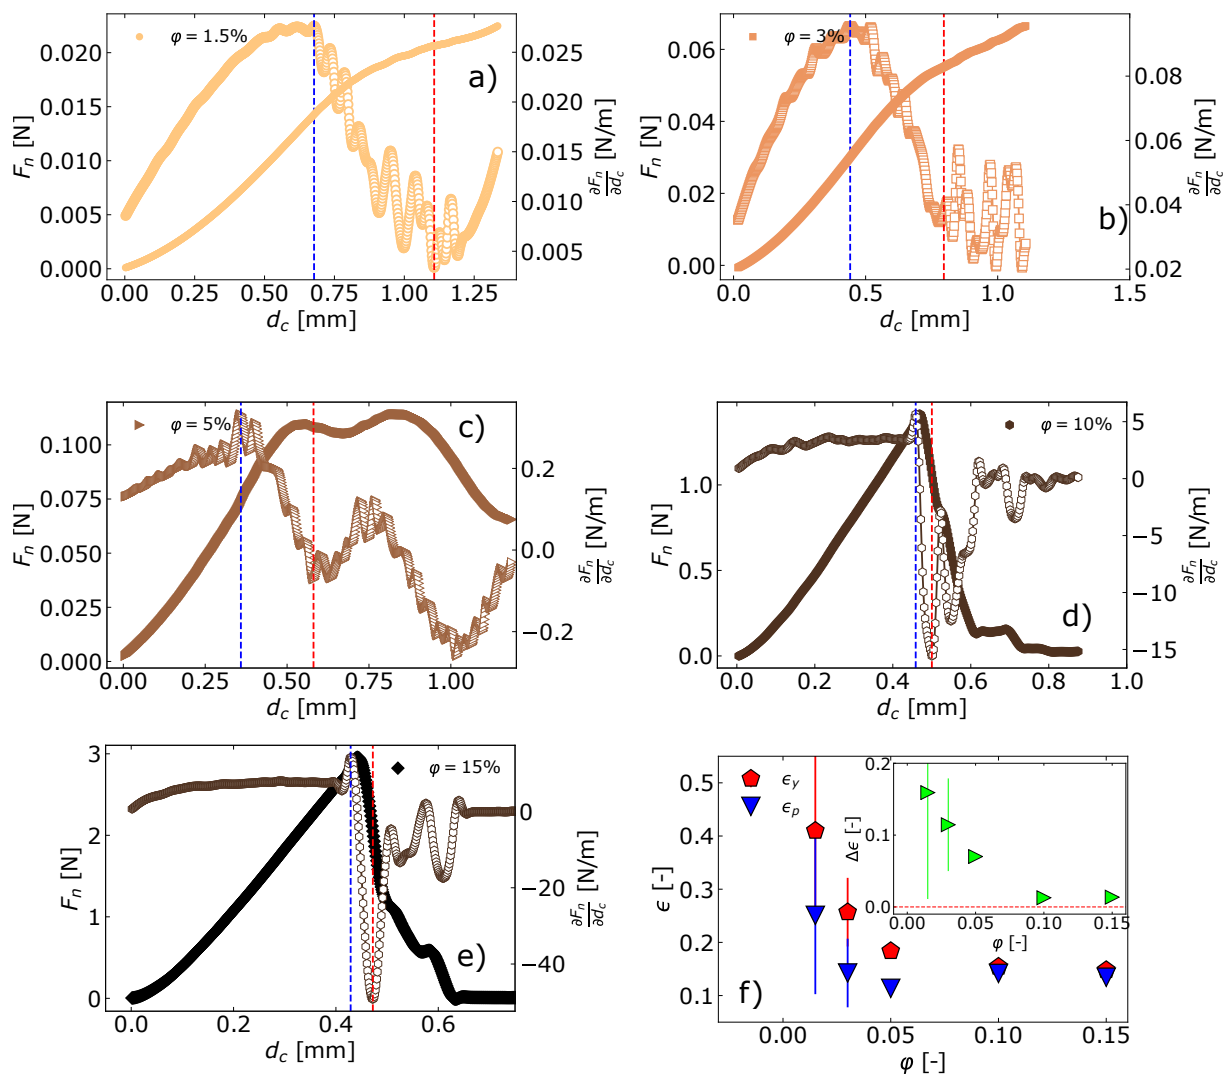 φ = 1.5%
a)
0.020
0.015
0.010
0.005
0.000
F_n [N]
0.025
0.020
0.015
0.010
0.005
∂F_n/∂d_c [N/m]
0.00 0.25 0.50 0.75 1.00 1.25
d_c [mm]
φ = 3%
b)
0.06
0.04
0.02
0.00
F_n [N]
0.08
0.06
0.04
0.02
∂F_n/∂d_c [N/m]
0.0 0.5 1.0 1.5
d_c [mm]
φ = 5%
c)
0.100
0.075
0.050
0.025
0.000
F_n [N]
0.2
0.0
−0.2
∂F_n/∂d_c [N/m]
0.00 0.25 0.50 0.75 1.00
d_c [mm]
φ = 10%
d)
1.0
0.5
0.0
F_n [N]
5
0
−5
−10
−15
∂F_n/∂d_c [N/m]
0.0 0.2 0.4 0.6 0.8 1.0
d_c [mm]
φ = 15%
e)
3
2
1
0
F_n [N]
0
−20
−40
∂F_n/∂d_c [N/m]
0.0 0.2 0.4 0.6
d_c [mm]
ϵ_y
ϵ_p
f)
0.5
0.4
0.3
0.2
0.1
ϵ [-]
0.00 0.05 0.10 0.15
φ [-]
0.2
0.1
0.0
Δϵ [-]
0.00 0.05 0.10 0.15
φ [-]